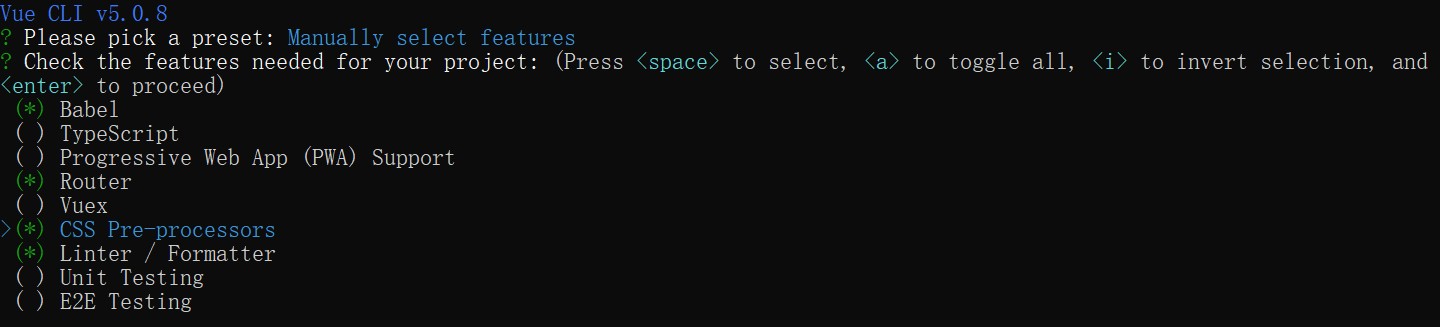 Vue CLI v5.0.8
? Please pick a preset: Manually select features
? Check the features needed for your project: (Press <space> to select, <a> to toggle all, <i> to invert selection, and
<enter> to proceed)
(*) Babel
( ) TypeScript
( ) Progressive Web App (PWA) Support
(*) Router
( ) Vuex
>(*) CSS Pre-processors
(*) Linter / Formatter
( ) Unit Testing
( ) E2E Testing